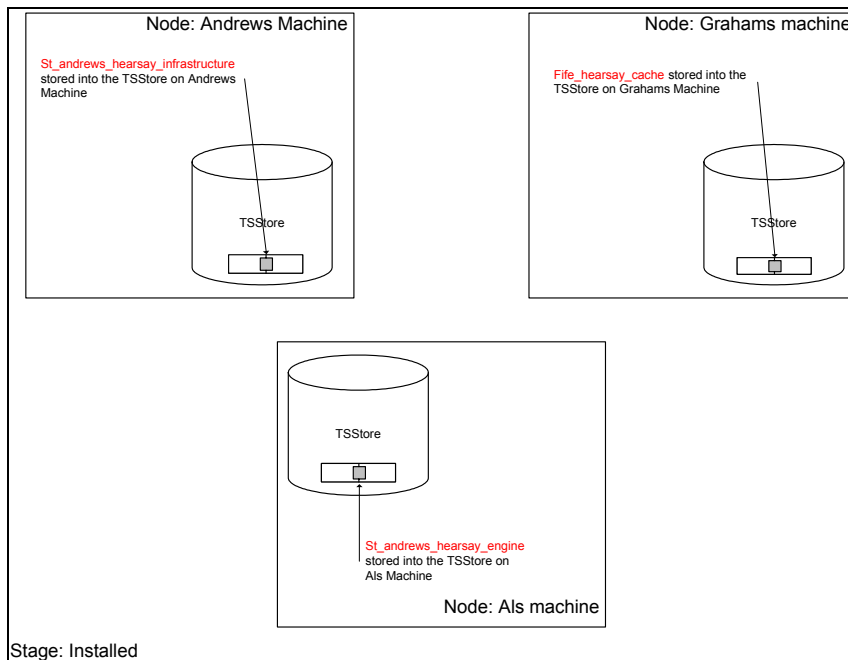 Node: Andrews Machine
St_andrews_hearsay_infrastructure
stored into the TSStore on Andrews
Machine
TSStore
Node: Grahams machine
Fife_hearsay_cache stored into the
TSStore on Grahams Machine
TSStore
TSStore
St_andrews_hearsay_engine
stored into the TSStore on
Als Machine
Node: Als machine
Stage: Installed